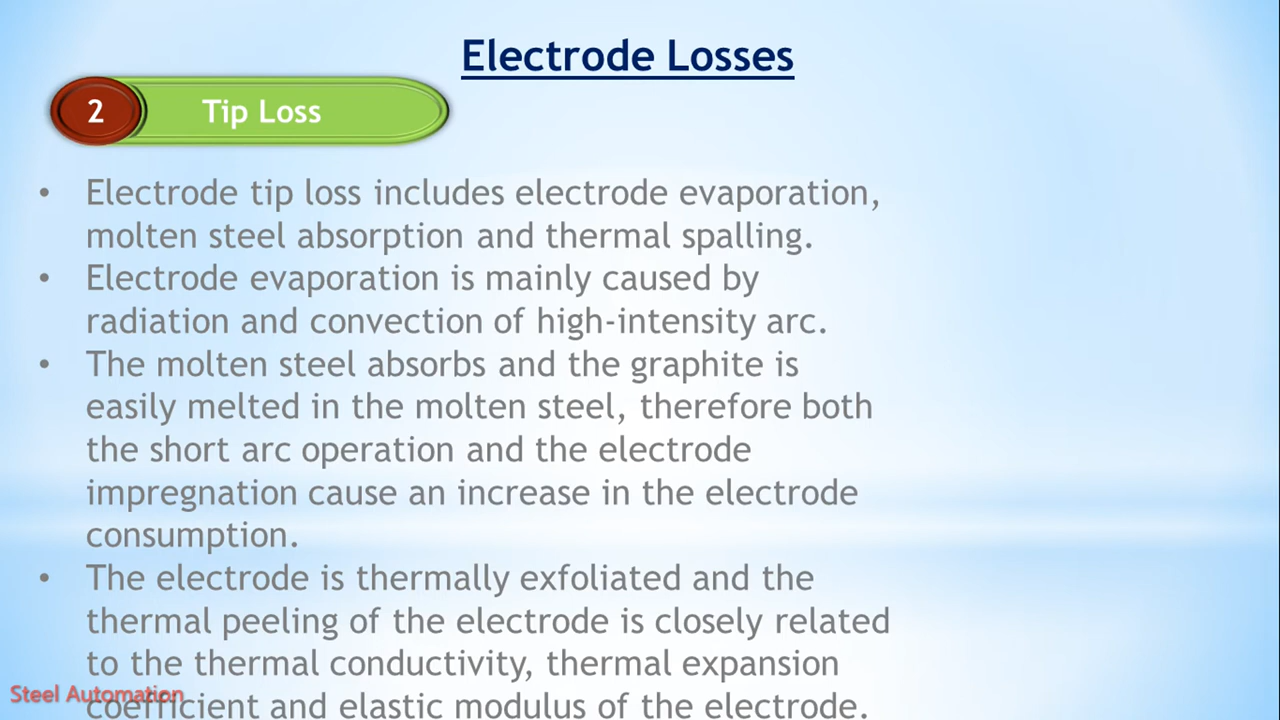 Electrode Losses
2 Tip Loss
• Electrode tip loss includes electrode evaporation,
molten steel absorption and thermal spalling.
• Electrode evaporation is mainly caused by
radiation and convection of high-intensity arc.
• The molten steel absorbs and the graphite is
easily melted in the molten steel, therefore both
the short arc operation and the electrode
impregnation cause an increase in the electrode
consumption.
• The electrode is thermally exfoliated and the
thermal peeling of the electrode is closely related
to the thermal conductivity, thermal expansion
Steel Automation
coefficient and elastic modulus of the electrode.